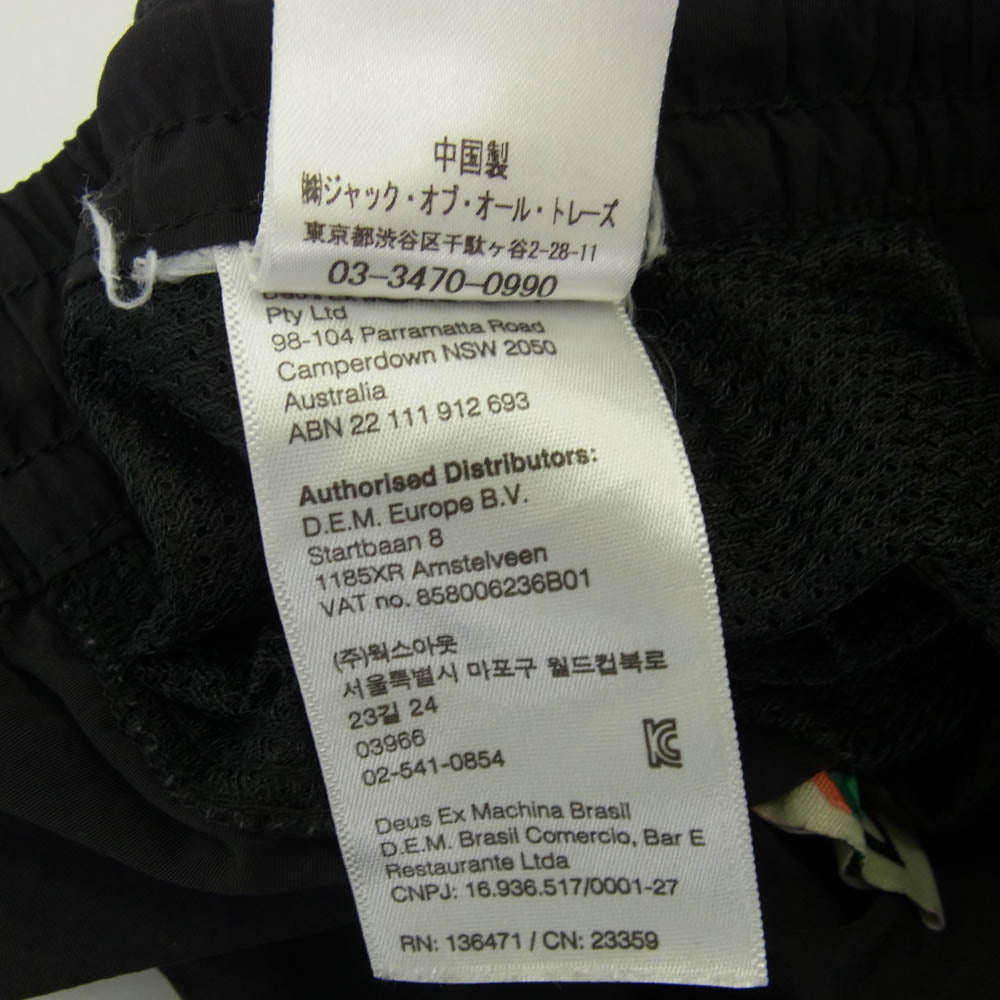 中国製
㈱ジャック・オブ・オール・トレーズ
東京都渋谷区千駄ヶ谷2-28-11
03-3470-0990
Pty Ltd
98-104 Parramatta Road
Camperdown NSW 2050
Australia
ABN 22 111 912 693
Authorised Distributors:
D.E.M. Europe B.V.
Startbaan 8
1185XR Amstelveen
VAT no. 858006236B01
(주)웍스아웃
서울특별시 마포구 월드컵북로
23길 24
03966
02-541-0854
Deus Ex Machina Brasil
D.E.M. Brasil Comercio, Bar E
Restaurante Ltda
CNPJ: 16.936.517/0001-27
RN: 136471 / CN: 23359